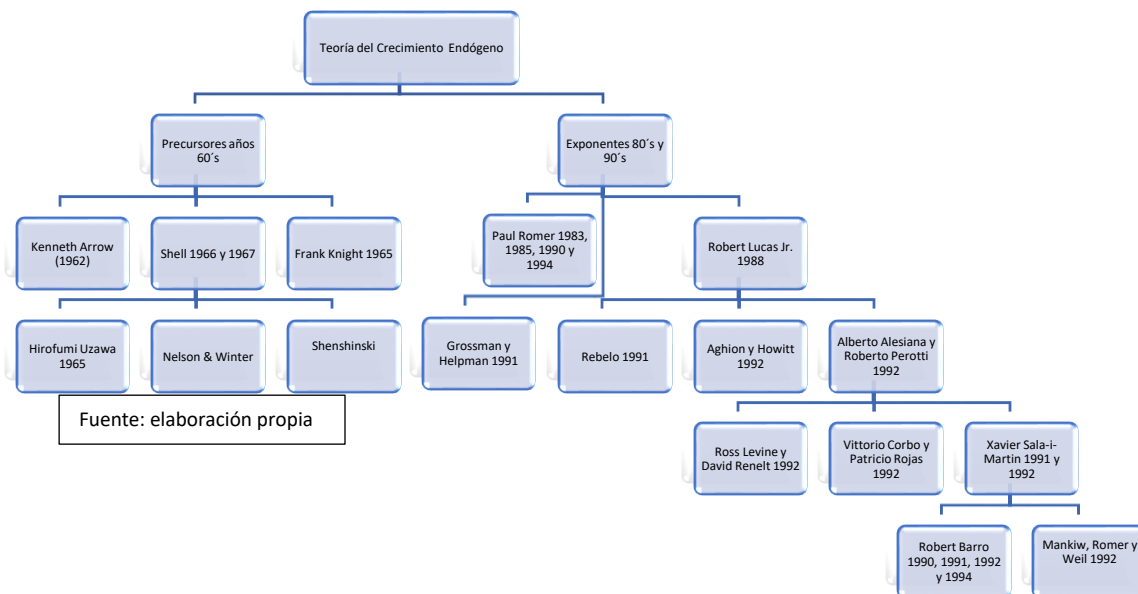 Teoría del Crecimiento Endógeno
Precursores años
60´s
Exponentes 80´s y
90´s
Kenneth Arrow
(1962)
Shell 1966 y 1967
Frank Knight 1965
Paul Romer 1983,
1985, 1990 y
1994
Robert Lucas Jr.
1988
Hirofumi Uzawa
1965
Nelson & Winter
Shenshinski
Grossman y
Helpman 1991
Rebelo 1991
Aghion y Howitt
1992
Alberto Alesiana y
Roberto Perotti
1992
Fuente: elaboración propia
Ross Levine y
David Renelt 1992
Vittorio Corbo y
Patricio Rojas
1992
Xavier Sala-i-
Martin 1991 y
1992
Robert Barro
1990, 1991, 1992
y 1994
Mankiw, Romer y
Weil 1992